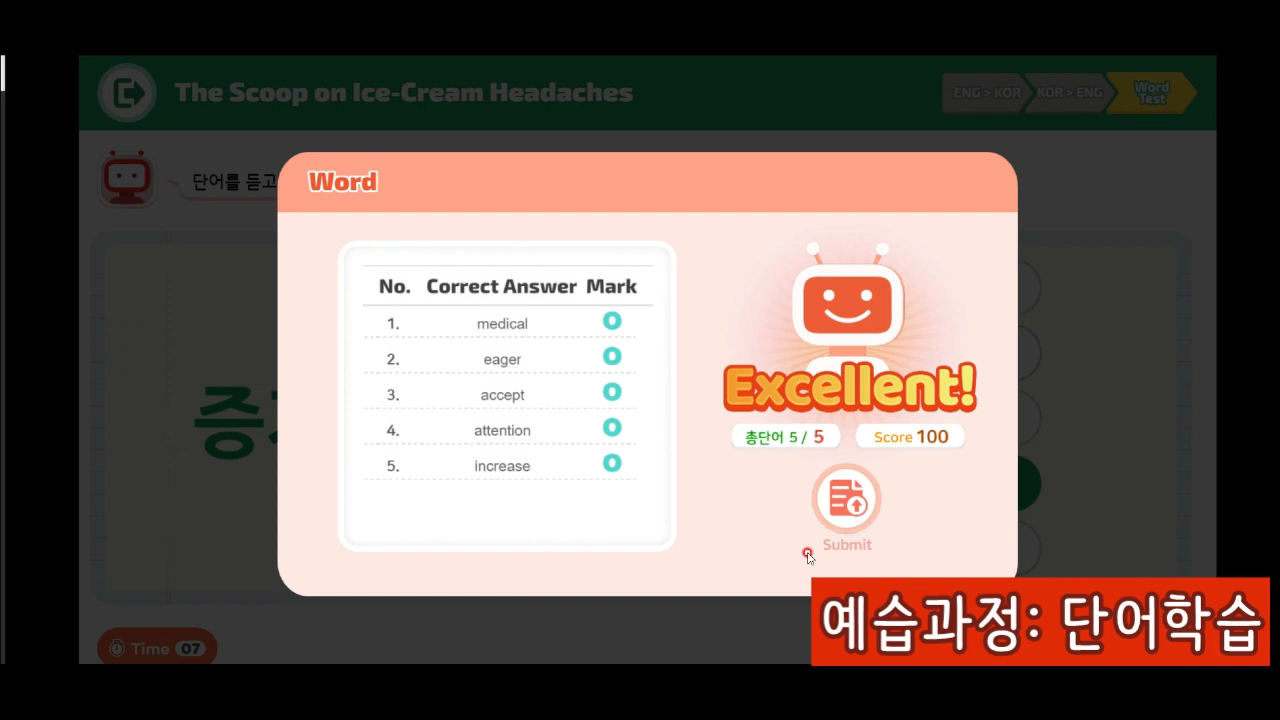 The Scoop on Ice-Cream Headaches
ENG > KOR
KOR > ENG
Word
Test
단어를 듣고
Word
No. Correct Answer Mark
1. medical O
2. eager O
3. accept O
4. attention O
5. increase O
Excellent!
총단어 5 / 5
Score 100
Submit
Time 07
예습과정: 단어학습